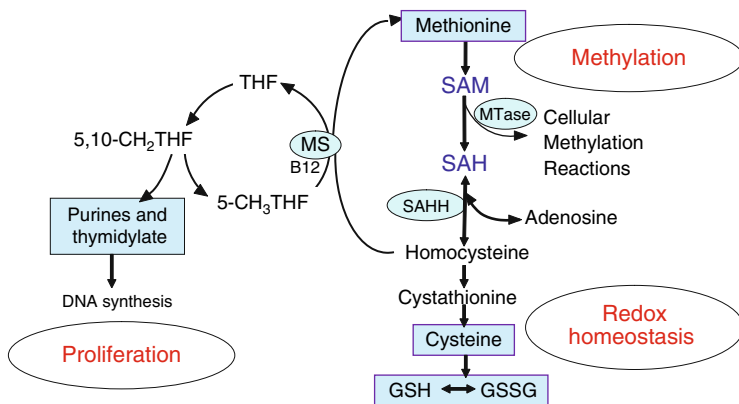 Methionine
Methylation
SAM
THF
MTase
Cellular
Methylation
Reactions
5,10-CH₂THF
MS
B12
SAH
5-CH₃THF
SAHH
Adenosine
Purines and
thymidylate
Homocysteine
DNA synthesis
Cystathionine
Redox
homeostasis
Proliferation
Cysteine
GSH
GSSG